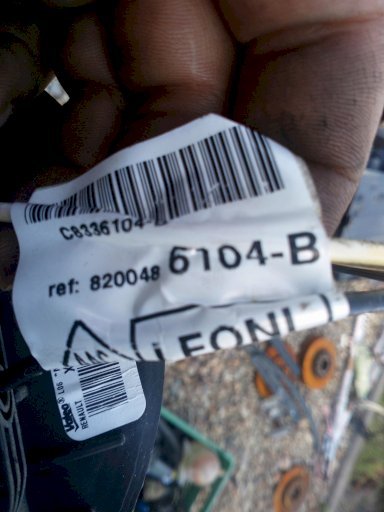 C8336104-
ref: 820048 6104-B
LEONI
Valeo
RENAULT